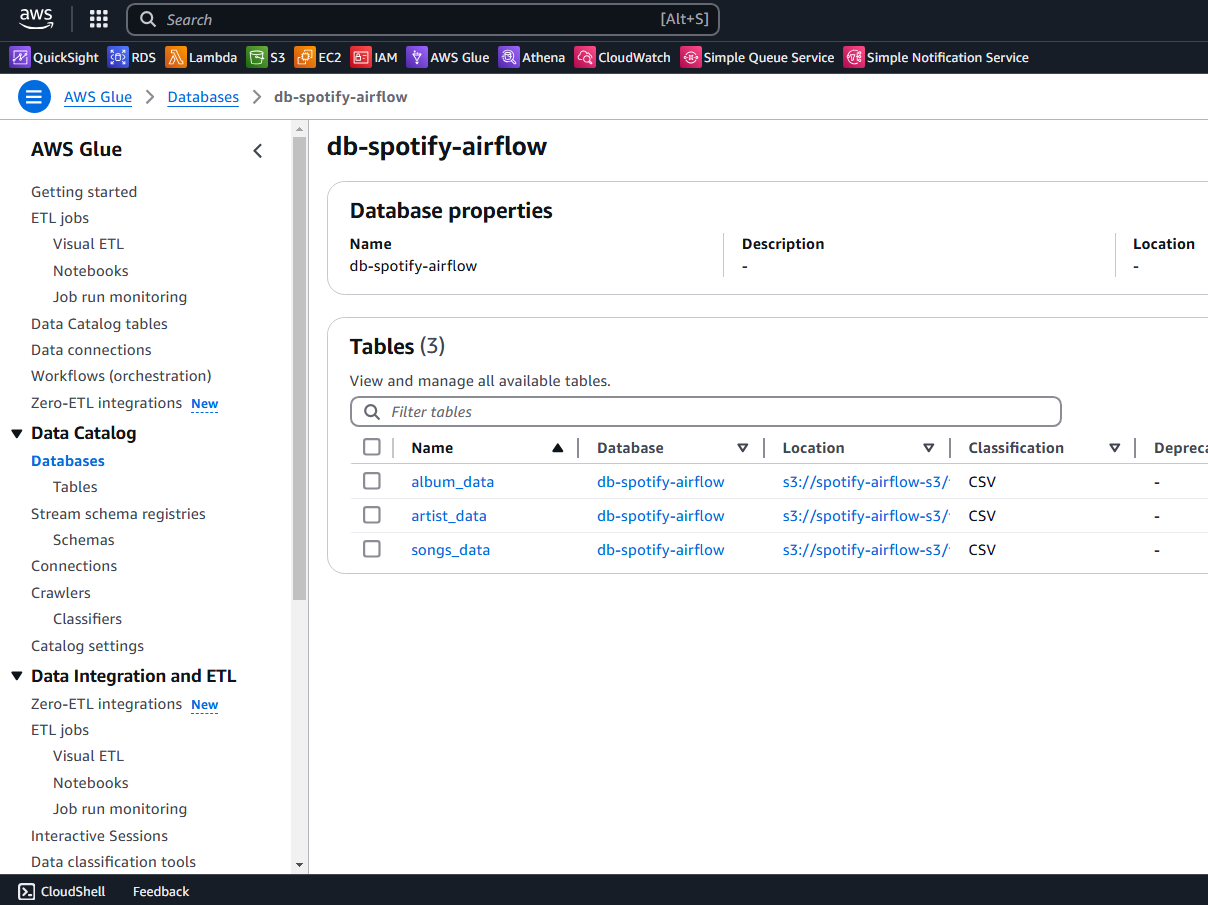 aws
Search [Alt+S]
QuickSight RDS Lambda S3 EC2 IAM AWS Glue Athena CloudWatch Simple Queue Service Simple Notification Service
AWS Glue Databases db-spotify-airflow
AWS Glue
Getting started
ETL jobs
Visual ETL
Notebooks
Job run monitoring
Data Catalog tables
Data connections
Workflows (orchestration)
Zero-ETL integrations New
Data Catalog
Databases
Tables
Stream schema registries
Schemas
Connections
Crawlers
Classifiers
Catalog settings
Data Integration and ETL
Zero-ETL integrations New
ETL jobs
Visual ETL
Notebooks
Job run monitoring
Interactive Sessions
Data classification tools
db-spotify-airflow
Database properties
Name Description Location
db-spotify-airflow - -
Tables (3)
View and manage all available tables.
Filter tables
Name Database Location Classification Depreca
album_data db-spotify-airflow s3://spotify-airflow-s3/ CSV -
artist_data db-spotify-airflow s3://spotify-airflow-s3/ CSV -
songs_data db-spotify-airflow s3://spotify-airflow-s3/ CSV -
CloudShell Feedback